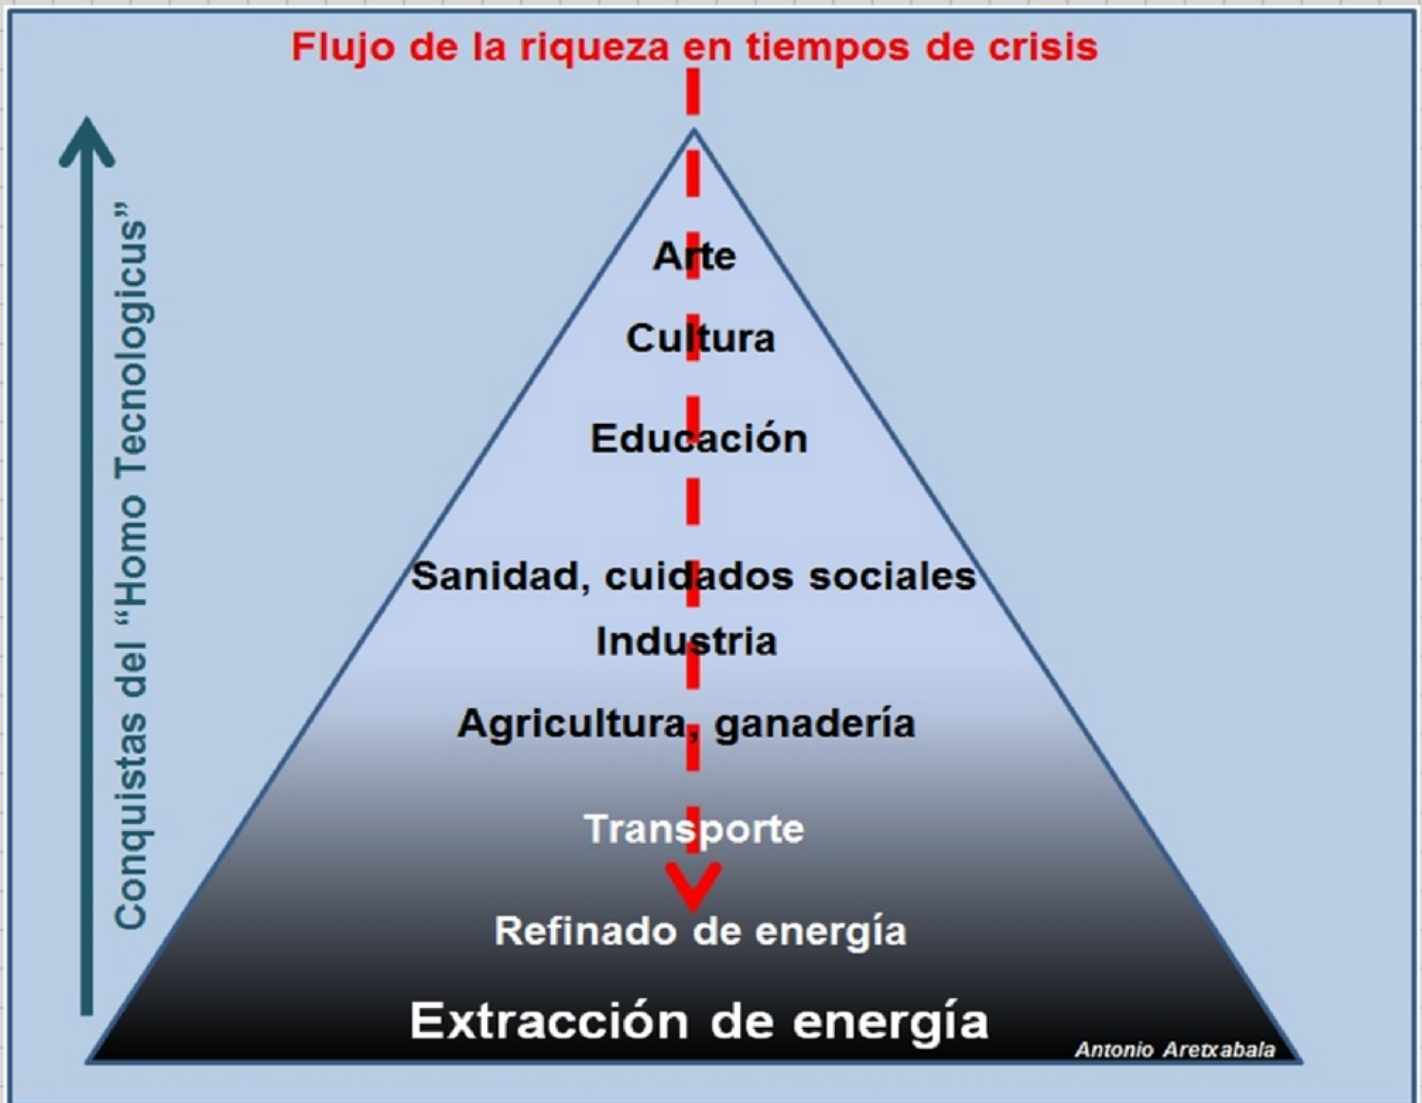 Flujo de la riqueza en tiempos de crisis
Conquistas del “Homo Tecnologicus”
Arte
Cultura
Educación
Sanidad, cuidados sociales
Industria
Agricultura, ganadería
Transporte
Refinado de energía
Extracción de energía
Antonio Aretxabala